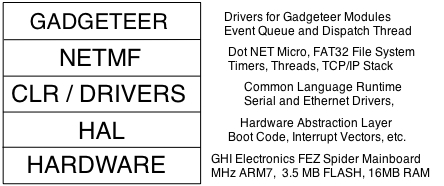 GADGETEER
Drivers for Gadgeteer Modules
Event Queue and Dispatch Thread
NETMF
Dot NET Micro, FAT32 File System
Timers, Threads, TCP/IP Stack
CLR / DRIVERS
Common Language Runtime
Serial and Ethernet Drivers,
HAL
Hardware Abstraction Layer
Boot Code, Interrupt Vectors, etc.
HARDWARE
GHI Electronics FEZ Spider Mainboard
MHz ARM7, 3.5 MB FLASH, 16MB RAM